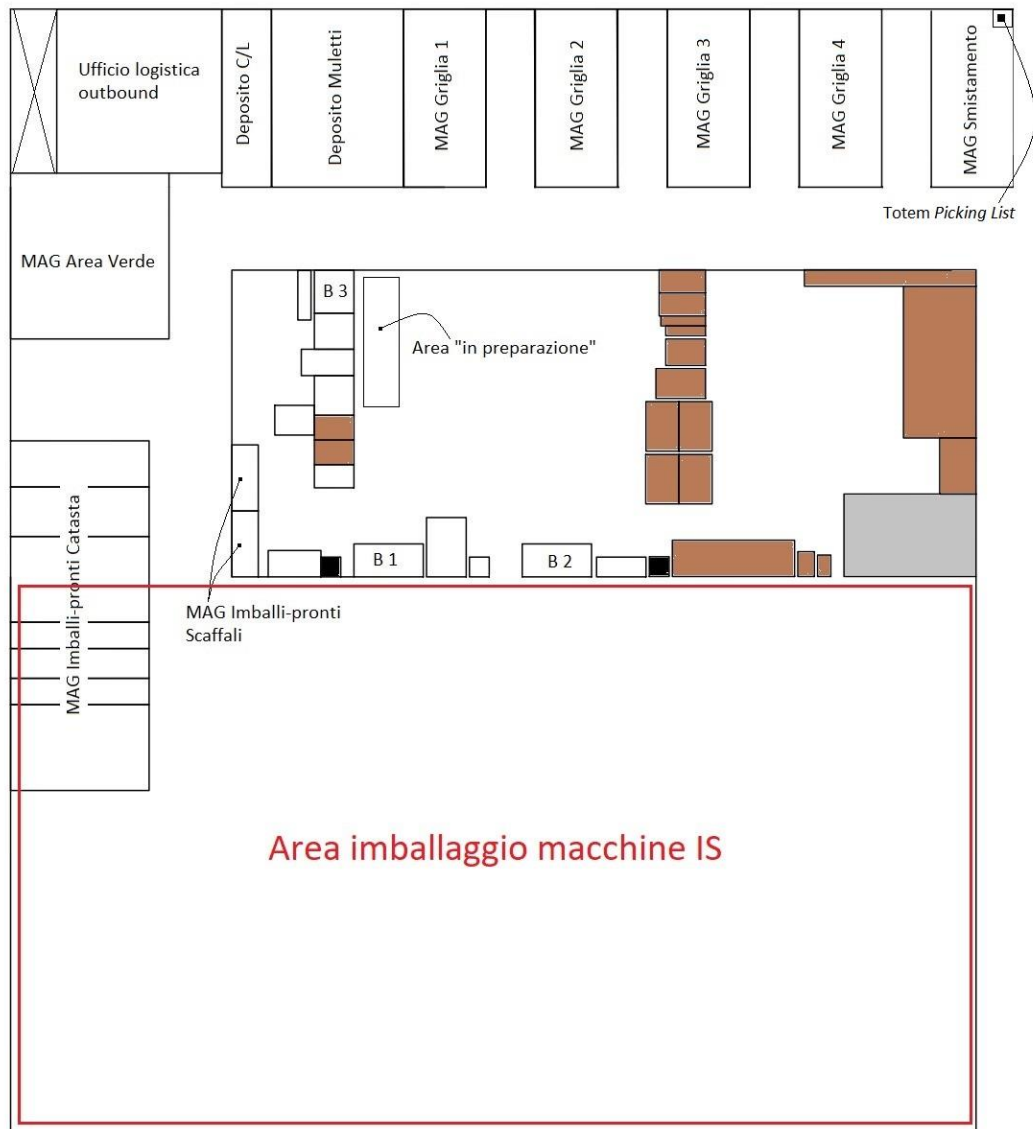 Ufficio logistica
outbound
Deposito C/L
Deposito Muletti
MAG Griglia 1
MAG Griglia 2
MAG Griglia 3
MAG Griglia 4
MAG Smistamento
Totem Picking List
MAG Area Verde
B 3
Area "in preparazione"
MAG Imballi-pronti Catasta
B 1
B 2
MAG Imballi-pronti
Scaffali
Area imballaggio macchine IS